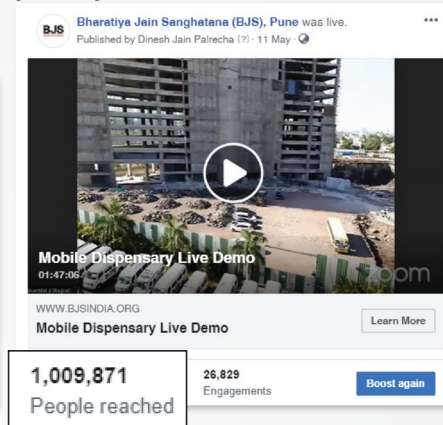 BJS
Bharatiya Jain Sanghatana (BJS), Pune was live.
Published by Dinesh Jain Palrecha [?] · 11 May ·
Mobile Dispensary Live Demo
01:47:05
zoom
WWW.BJSINDIA.ORG
Mobile Dispensary Live Demo
Learn More
1,009,871
People reached
26,829
Engagements
Boost again